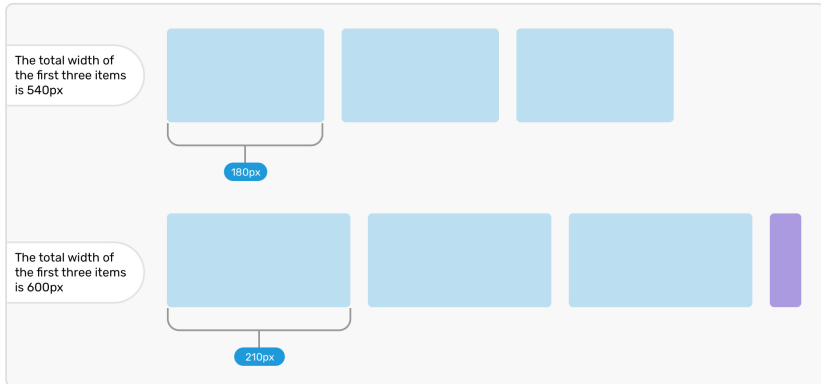 The total width of
the first three items
is 540px
180px
The total width of
the first three items
is 600px
210px